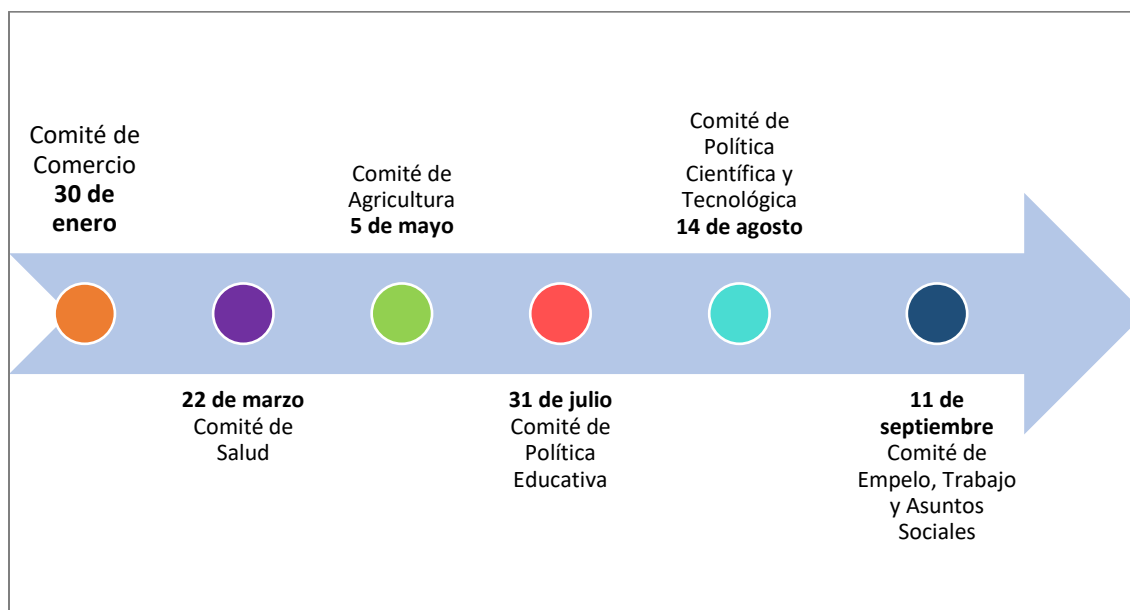 Comité de
Comercio
30 de
enero
22 de marzo
Comité de
Salud
Comité de
Agricultura
5 de mayo
31 de julio
Comité de
Política
Educativa
Comité de
Política
Científica y
Tecnológica
14 de agosto
11 de
septiembre
Comité de
Empelo, Trabajo
y Asuntos
Sociales